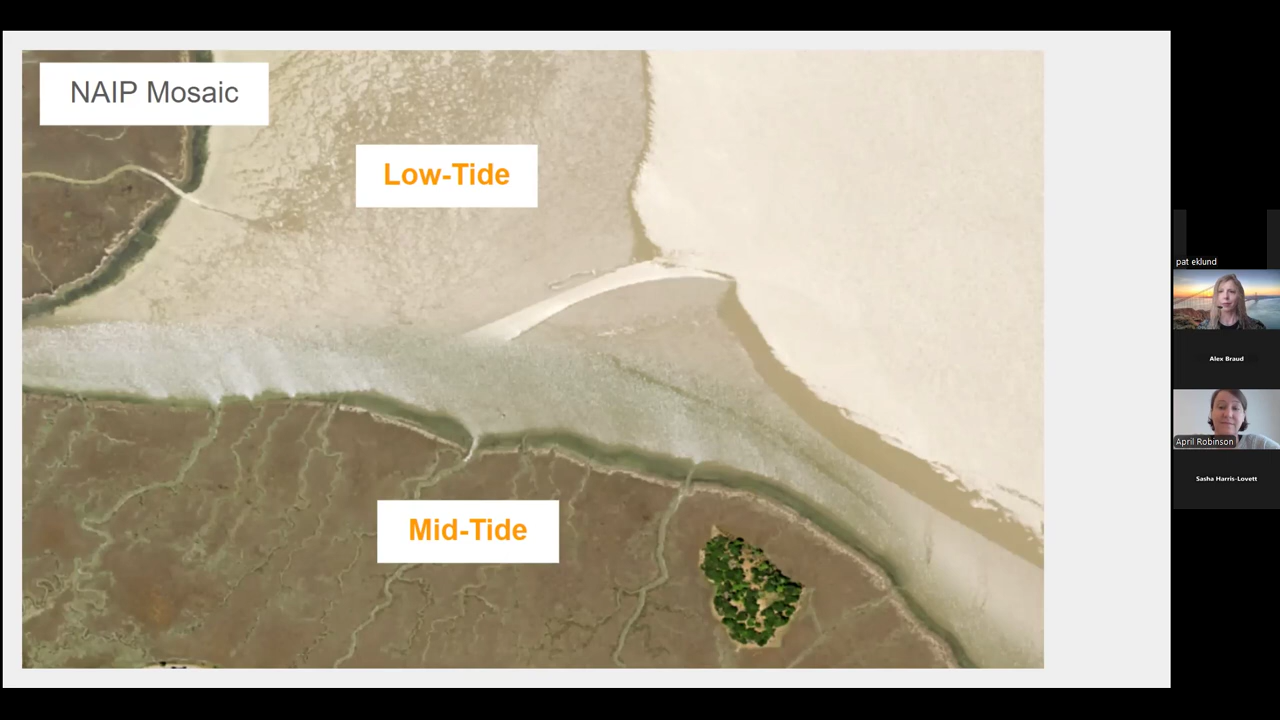 NAIP Mosaic
Low-Tide
Mid-Tide
pat eklund
Alex Braud
April Robinson
Sasha Harris-Lovett